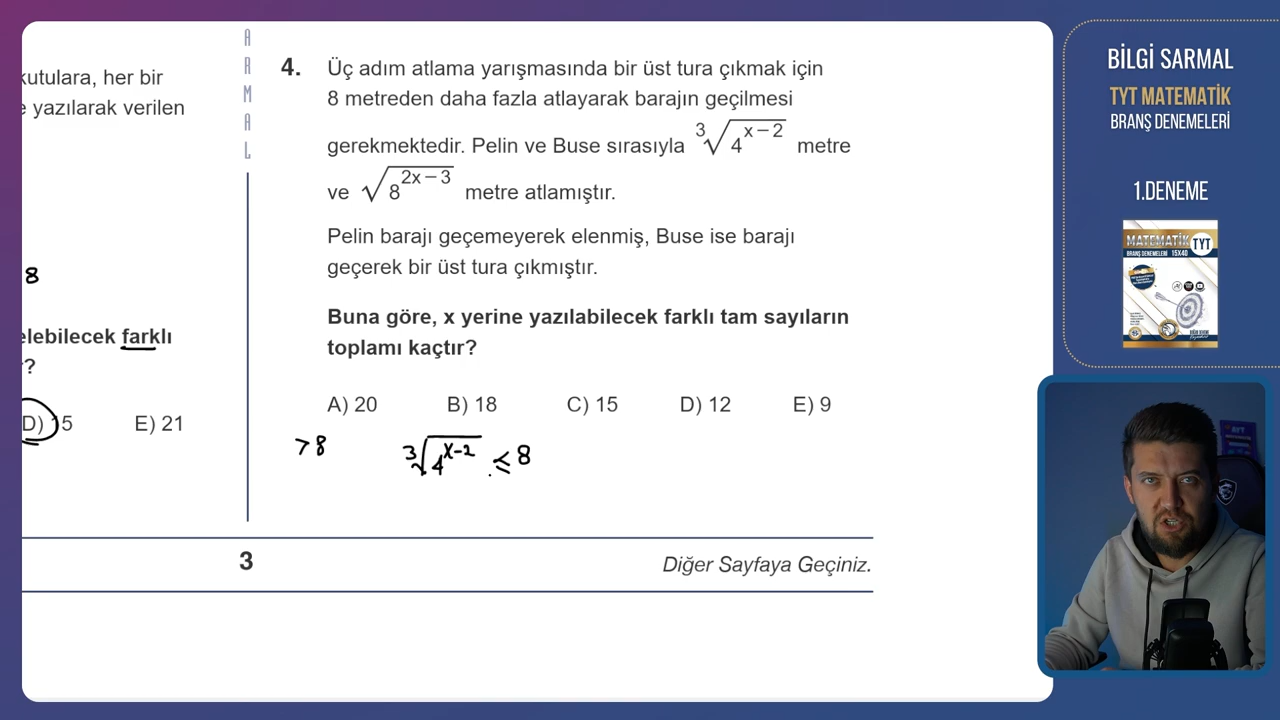 kutulara, her bir
yazılarak verilen
8
elebilecek farklı
?
D) 15 E) 21
A
R
M
A
L
4. Üç adım atlama yarışmasında bir üst tura çıkmak için
8 metreden daha fazla atlayarak barajın geçilmesi
gerekmektedir. Pelin ve Buse sırasıyla ∛(4^(x−2)) metre
ve √(8^(2x−3)) metre atlamıştır.
Pelin barajı geçemeyerek elenmiş, Buse ise barajı
geçerek bir üst tura çıkmıştır.
Buna göre, x yerine yazılabilecek farklı tam sayıların
toplamı kaçtır?
A) 20 B) 18 C) 15 D) 12 E) 9
>8 ∛(4^(x−2)) ≤ 8
3
Diğer Sayfaya Geçiniz.
BİLGİ SARMAL
TYT MATEMATİK
BRANŞ DENEMELERİ
1.DENEME
MATEMATİK TYT
BRANŞ DENEMELERİ 15X40